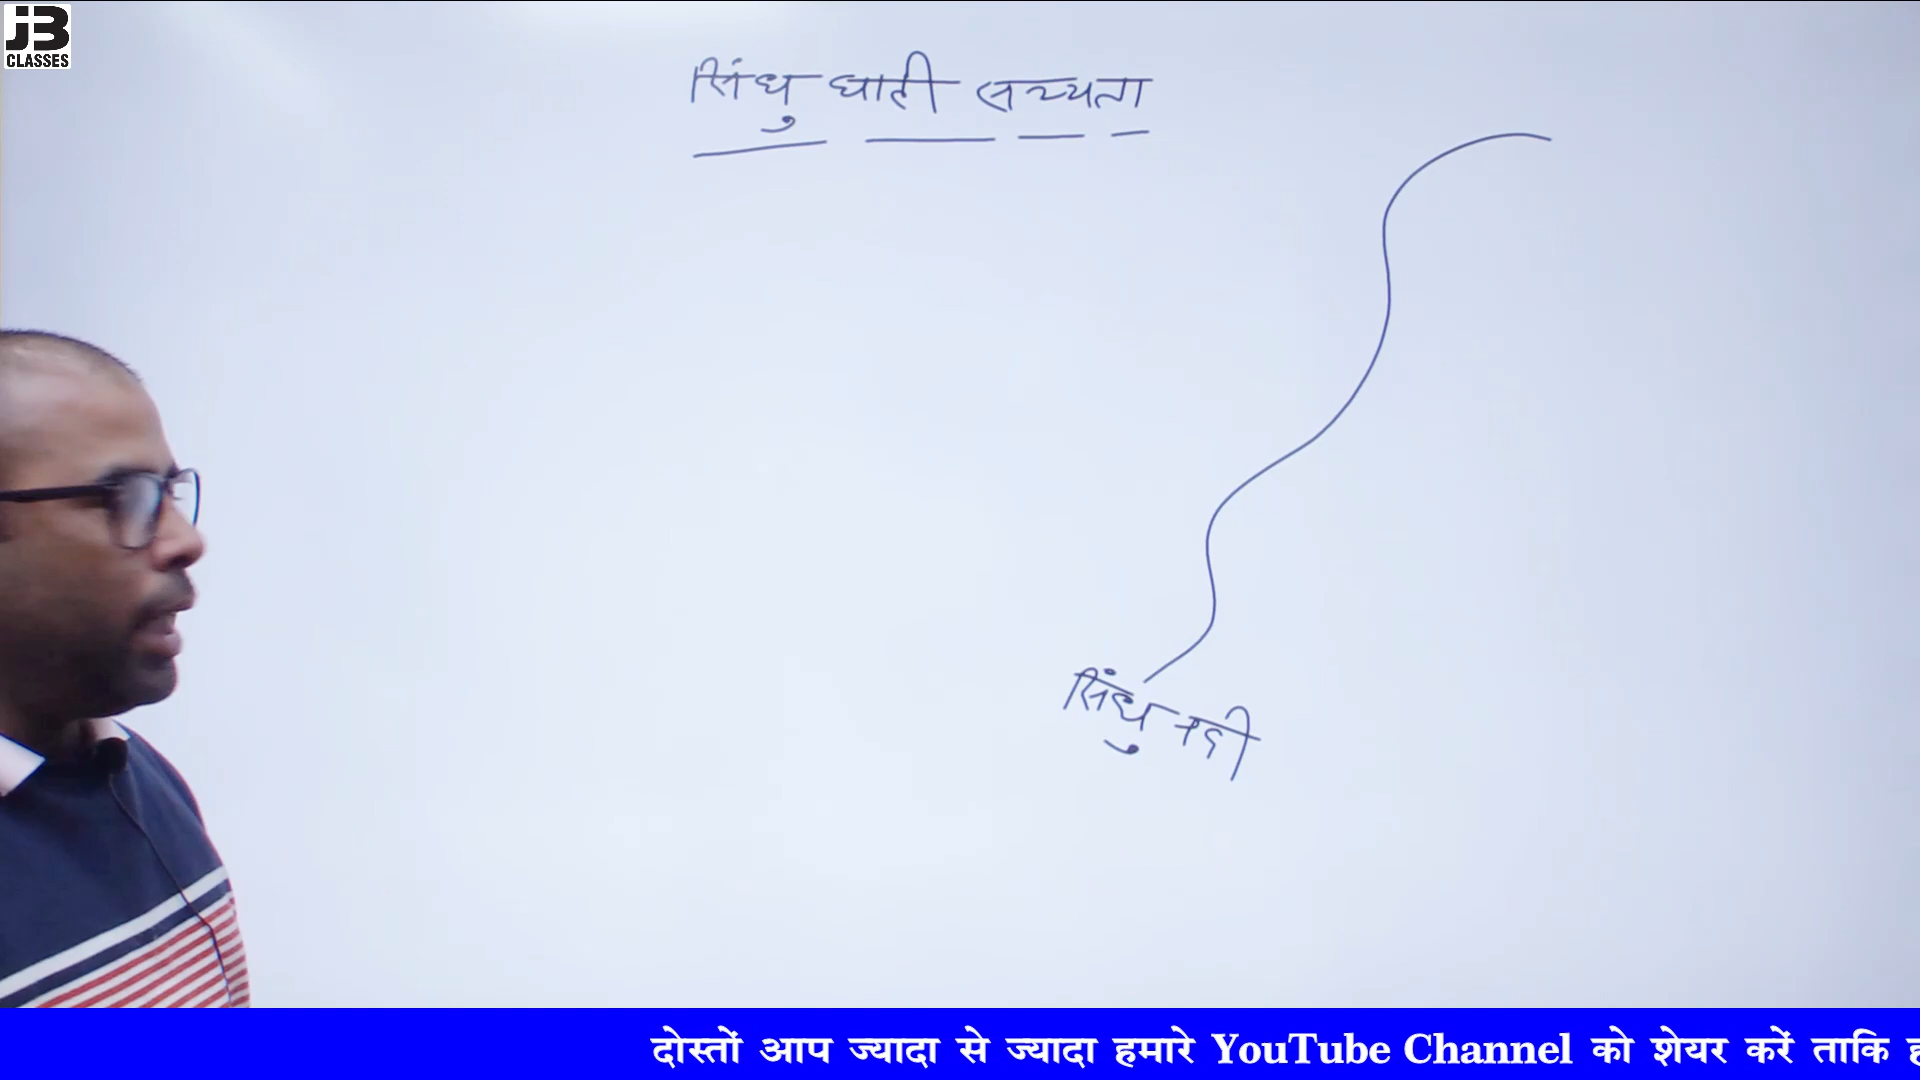 JB
CLASSES
सिंधु घाटी सभ्यता
सिंधु नदी
दोस्तों आप ज्यादा से ज्यादा हमारे YouTube Channel को शेयर करें ताकि